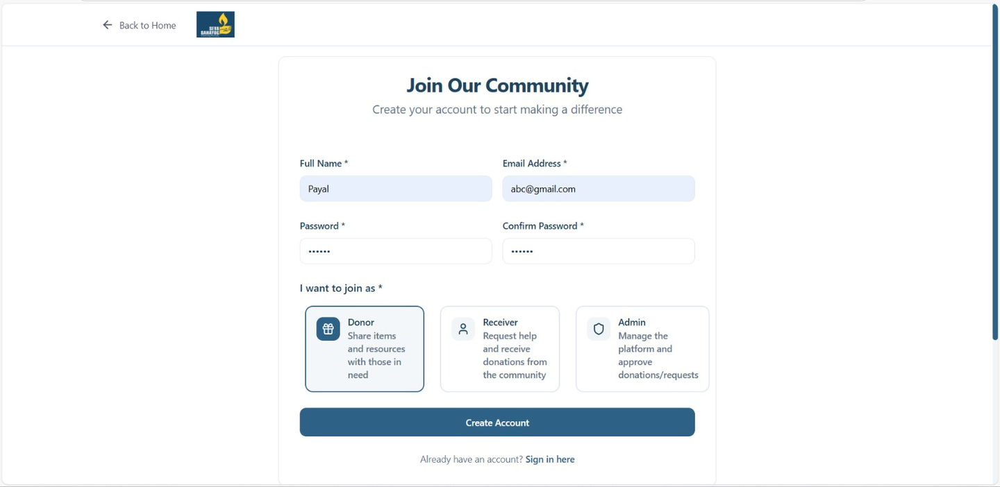 Back to Home
SEVA
SAHAYOG
Join Our Community
Create your account to start making a difference
Full Name *
Email Address *
Payal
abc@gmail.com
Password *
Confirm Password *
••••••
••••••
I want to join as *
Donor
Share items
and resources
with those in
need
Receiver
Request help
and receive
donations from
the community
Admin
Manage the
platform and
approve
donations/requests
Create Account
Already have an account? Sign in here